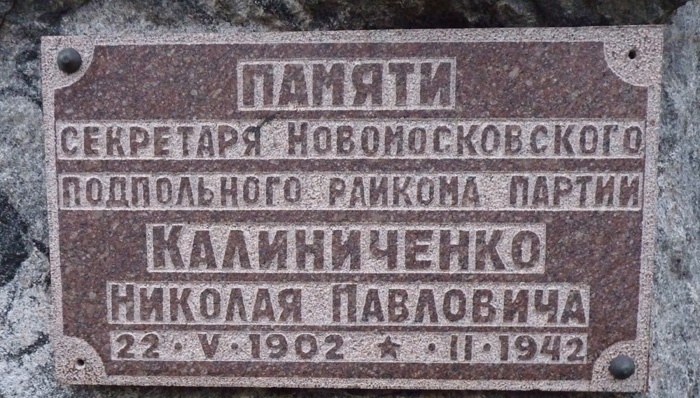 ПАМЯТИ
СЕКРЕТАРЯ НОВОМОСКОВСКОГО
ПОДПОЛЬНОГО РАЙКОМА ПАРТИИ
КАЛИНИЧЕНКО
НИКОЛАЯ ПАВЛОВИЧА
22 · V · 1902 ★ · II · 1942